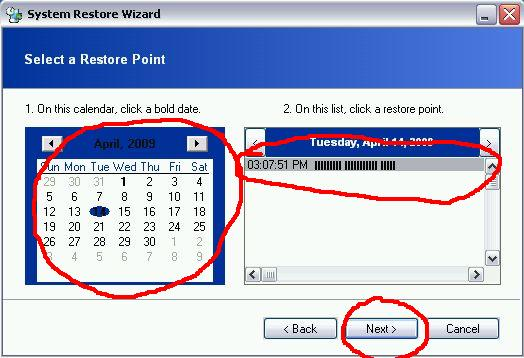 System Restore Wizard
Select a Restore Point
1. On this calendar, click a bold date.
2. On this list, click a restore point.
April, 2009
Sun Mon Tue Wed Thu Fri Sat
29 30 31 1 2 3 4
5 6 7 8 9 10 11
12 13 15 16 17 18
19 20 21 22 23 24 25
26 27 28 29 30 1 2
3 4 5 6 7 8 9
Tuesday, April 14, 2009
03:07:51 PM
< Back
Next >
Cancel